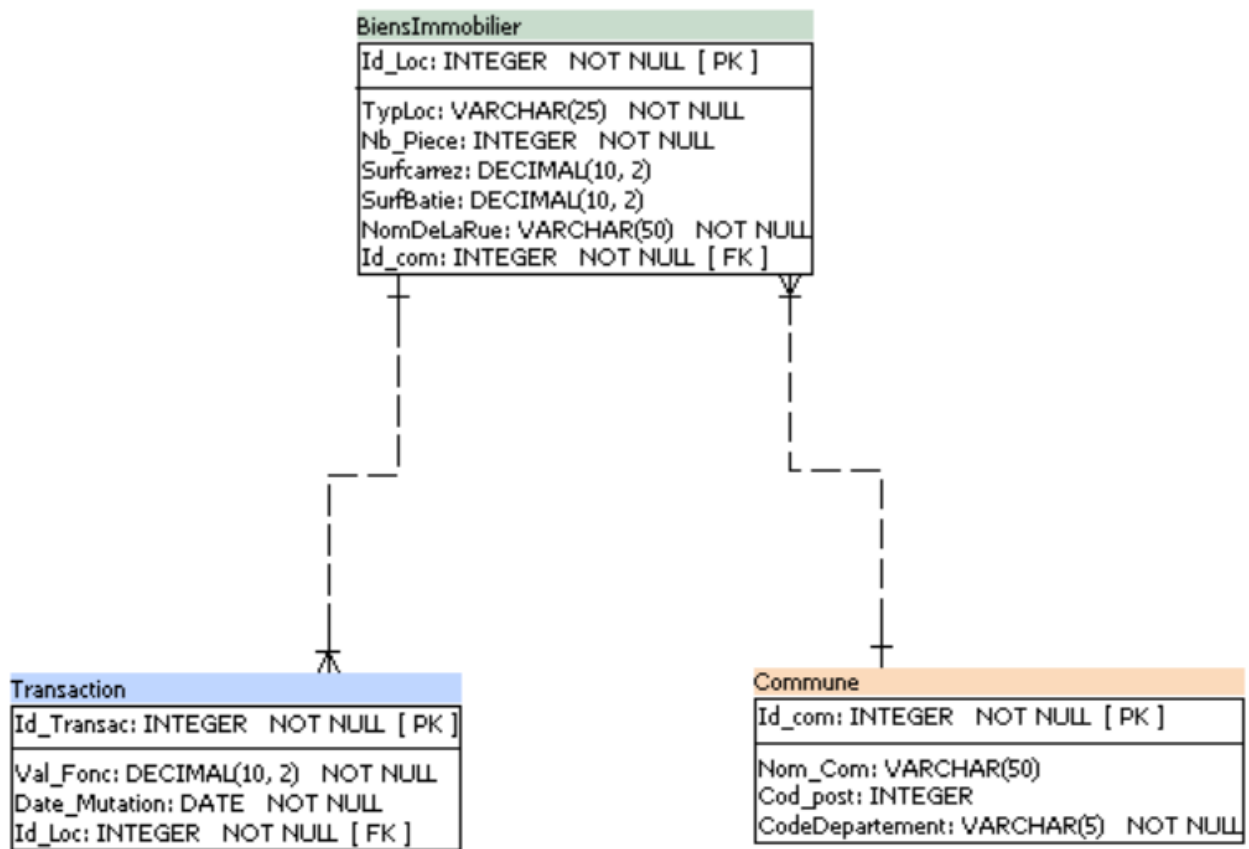 BiensImmobilier
Id_Loc: INTEGER NOT NULL [ PK ]
TypLoc: VARCHAR(25) NOT NULL
Nb_Piece: INTEGER NOT NULL
Surfcarrez: DECIMAL(10, 2)
SurfBatie: DECIMAL(10, 2)
NomDeLaRue: VARCHAR(50) NOT NULL
Id_com: INTEGER NOT NULL [ FK ]
Transaction
Id_Transac: INTEGER NOT NULL [ PK ]
Val_Fonc: DECIMAL(10, 2) NOT NULL
Date_Mutation: DATE NOT NULL
Id_Loc: INTEGER NOT NULL [ FK ]
Commune
Id_com: INTEGER NOT NULL [ PK ]
Nom_Com: VARCHAR(50)
Cod_post: INTEGER
CodeDepartement: VARCHAR(5) NOT NULL